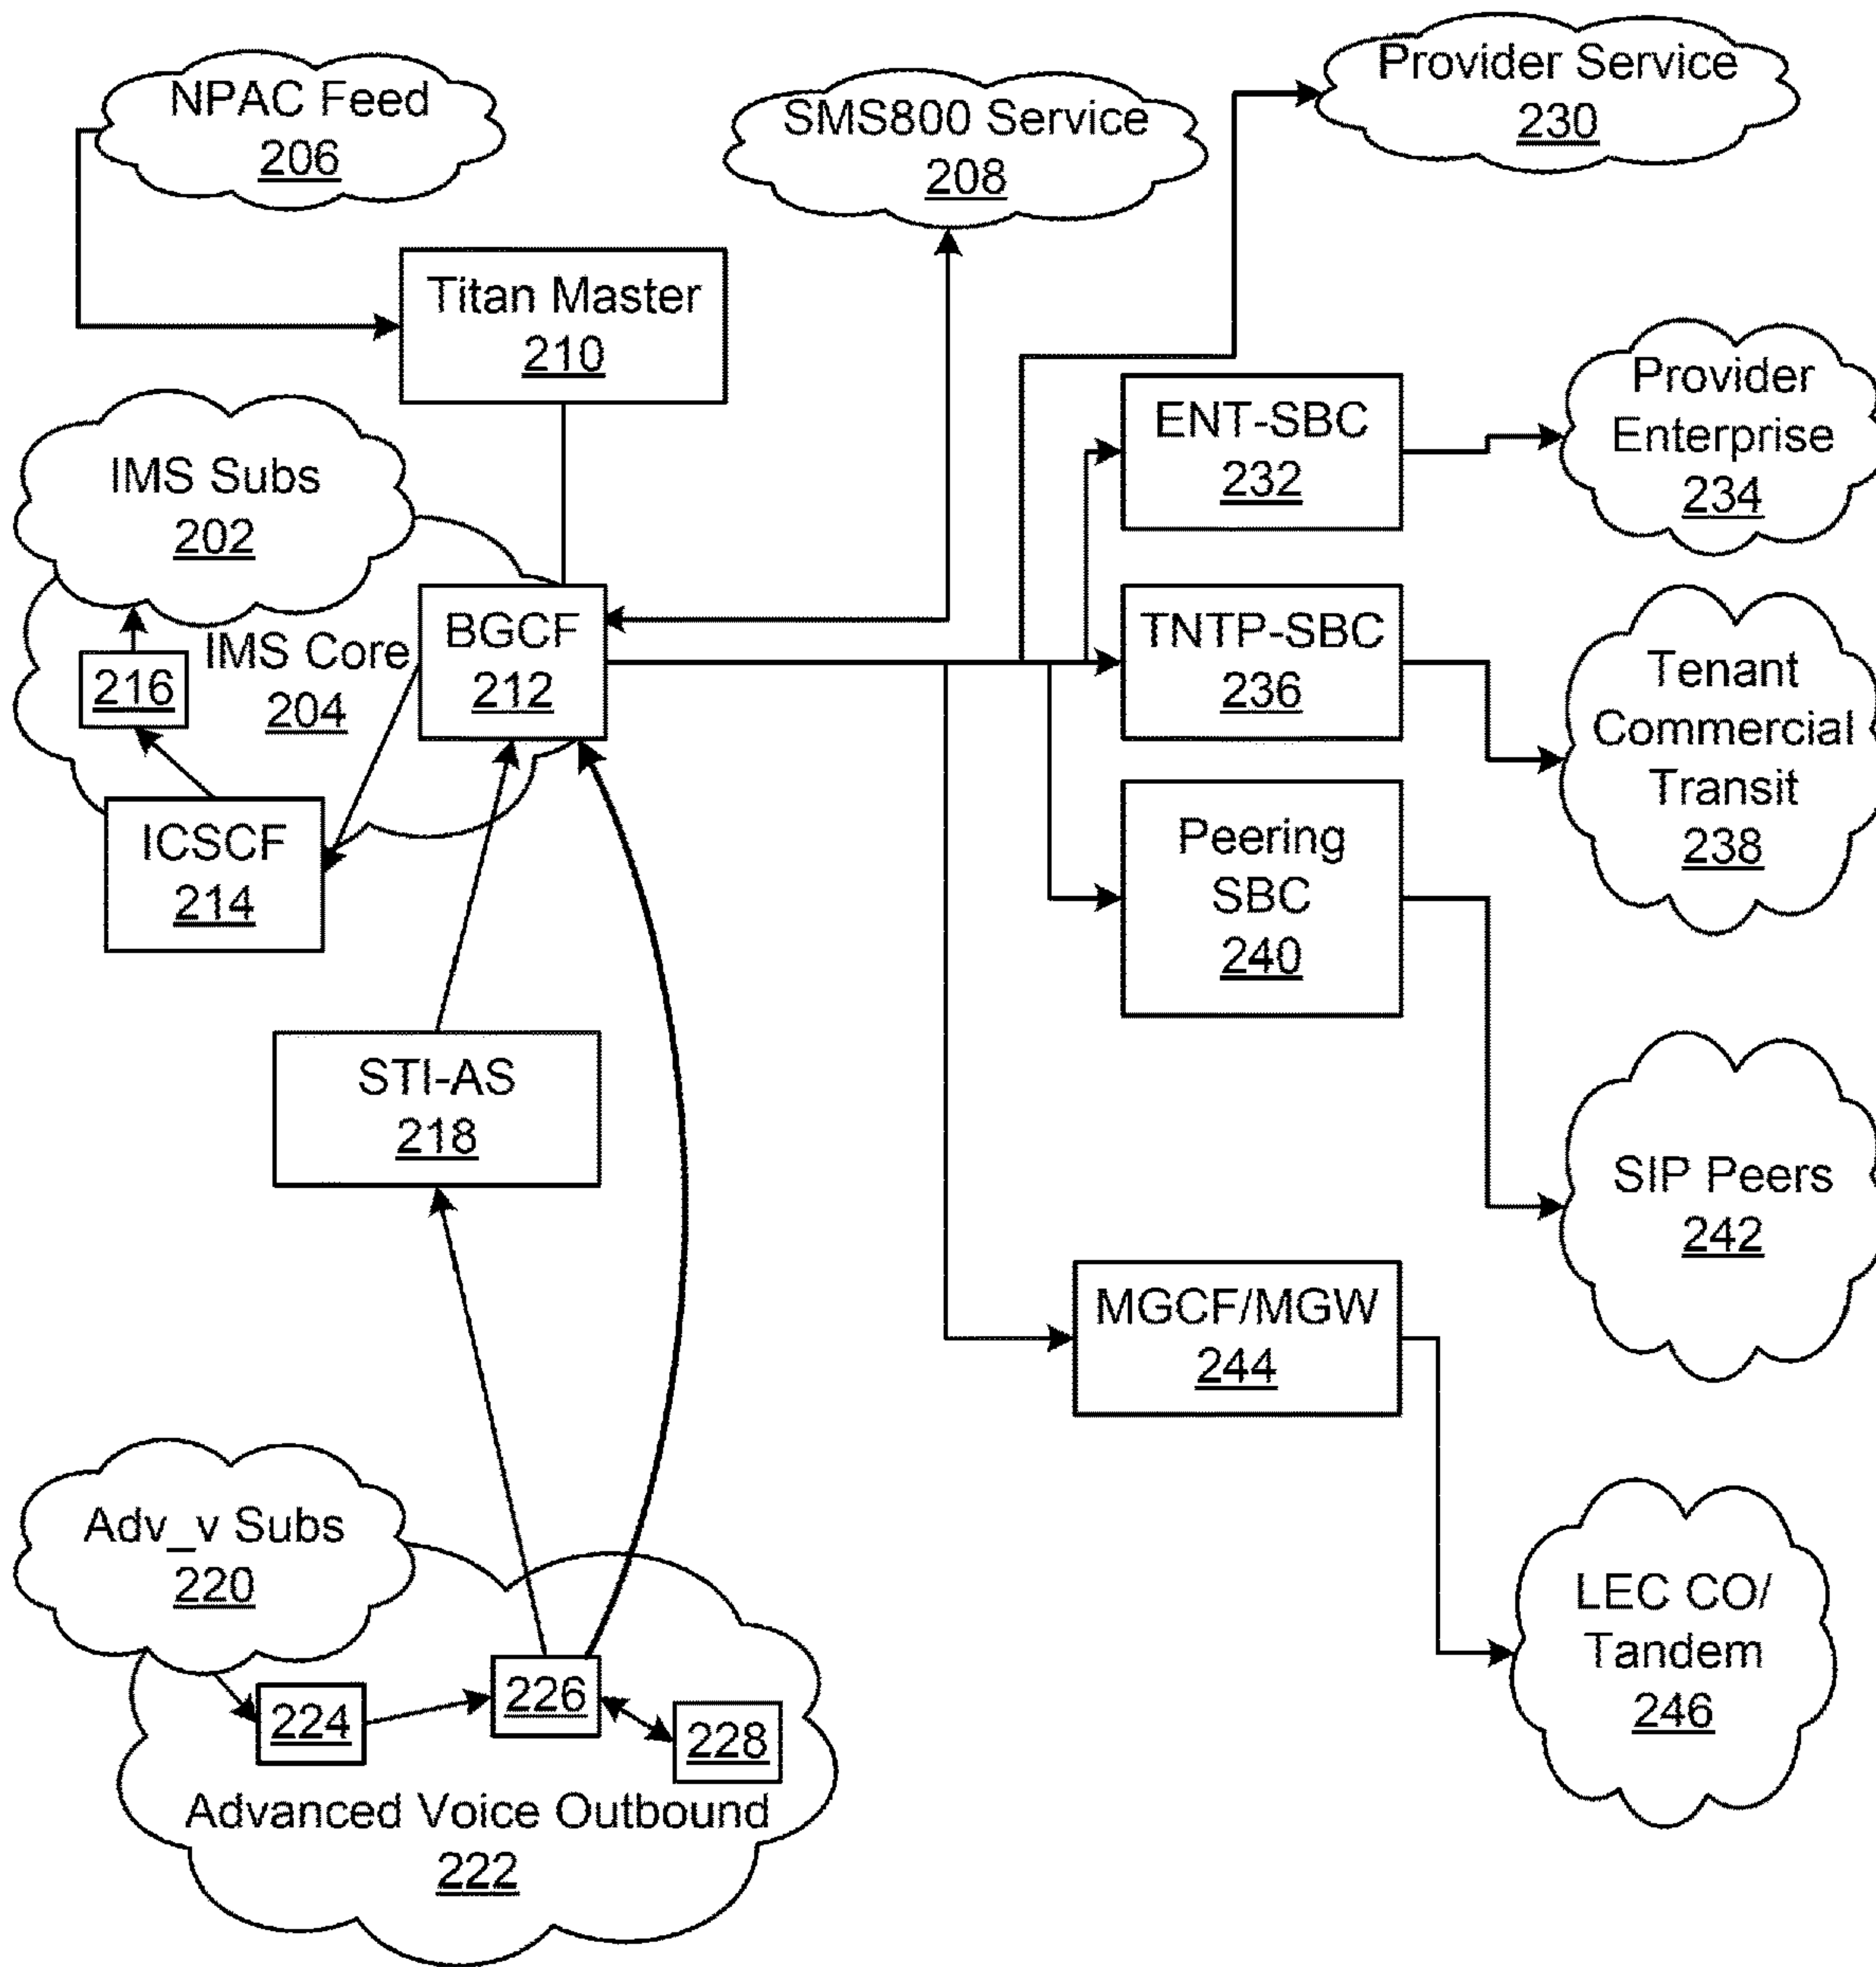 NPAC Feed
206
SMS800 Service
208
Provider Service
230
Titan Master
210
IMS Subs
202
IMS Core
204
216
BGCF
212
ICSCF
214
ENT-SBC
232
Provider
Enterprise
234
TNTP-SBC
236
Tenant
Commercial
Transit
238
Peering
SBC
240
STI-AS
218
SIP Peers
242
MGCF/MGW
244
LEC CO/
Tandem
246
Adv_v Subs
220
224
226
228
Advanced Voice Outbound
222